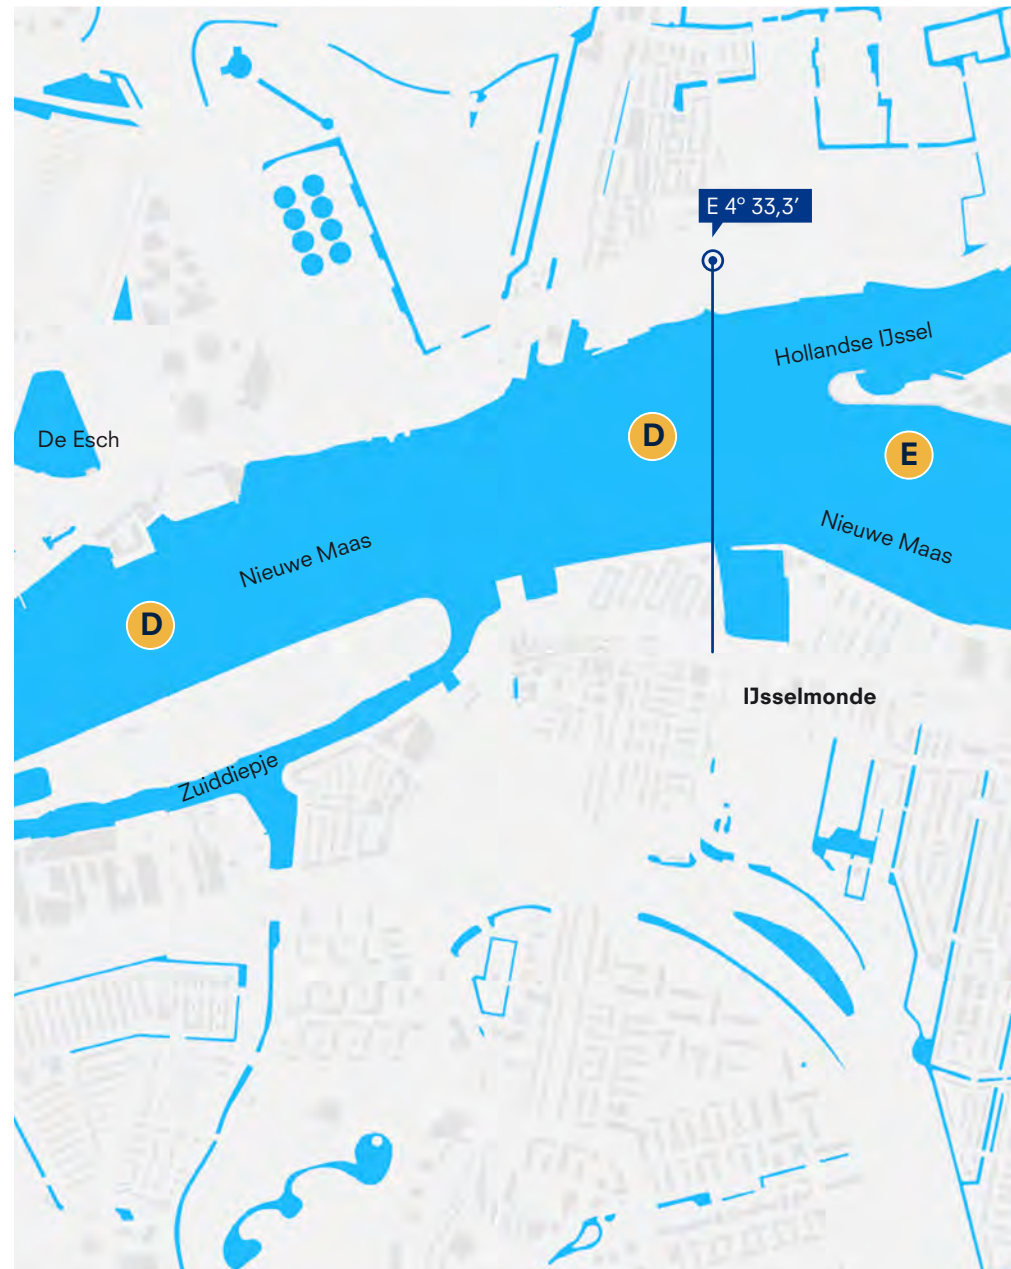 E 4° 33,3’
Hollandse IJssel
De Esch
D
E
Nieuwe Maas
Nieuwe Maas
D
IJsselmonde
Zuiddiepje